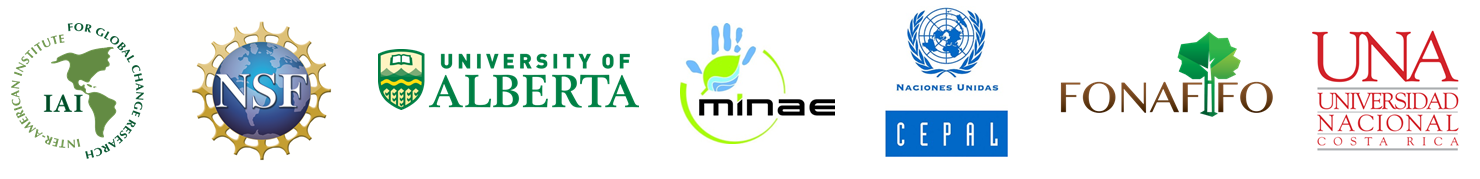 INTER-AMERICAN INSTITUTE FOR GLOBAL CHANGE RESEARCH
IAI
NSF
UNIVERSITY OF
ALBERTA
minae
NACIONES UNIDAS
CEPAL
FONAFIFO
UNA
UNIVERSIDAD
NACIONAL
COSTA RICA